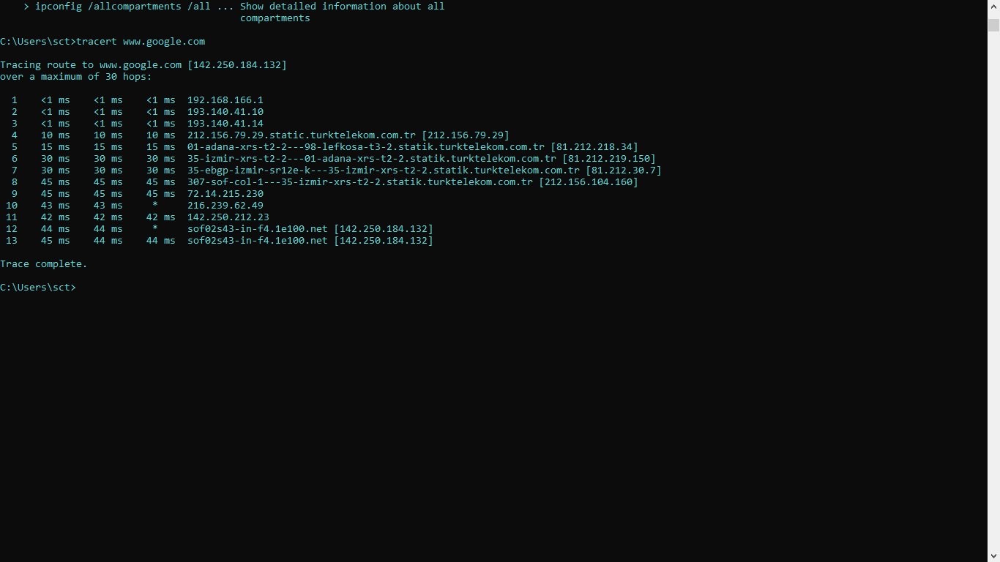 > ipconfig /allcompartments /all ... Show detailed information about all
compartments
C:\Users\sct>tracert www.google.com
Tracing route to www.google.com [142.250.184.132]
over a maximum of 30 hops:
1 <1 ms <1 ms <1 ms 192.168.166.1
2 <1 ms <1 ms <1 ms 193.140.41.10
3 <1 ms <1 ms <1 ms 193.140.41.14
4 10 ms 10 ms 10 ms 212.156.79.29.static.turktelekom.com.tr [212.156.79.29]
5 15 ms 15 ms 15 ms 01-adana-xrs-t2-2---98-lefkosa-t3-2.statik.turktelekom.com.tr [81.212.218.34]
6 30 ms 30 ms 30 ms 35-izmir-xrs-t2-2---01-adana-xrs-t2-2.statik.turktelekom.com.tr [81.212.219.150]
7 30 ms 30 ms 30 ms 35-ebgp-izmir-sr12e-k---35-izmir-xrs-t2-2.statik.turktelekom.com.tr [81.212.30.7]
8 45 ms 45 ms 45 ms 307-sof-col-1---35-izmir-xrs-t2-2.statik.turktelekom.com.tr [212.156.104.160]
9 45 ms 45 ms 45 ms 72.14.215.230
10 43 ms 43 ms * 216.239.62.49
11 42 ms 42 ms 42 ms 142.250.212.23
12 44 ms 44 ms * sof02s43-in-f4.1e100.net [142.250.184.132]
13 45 ms 44 ms 44 ms sof02s43-in-f4.1e100.net [142.250.184.132]
Trace complete.
C:\Users\sct>